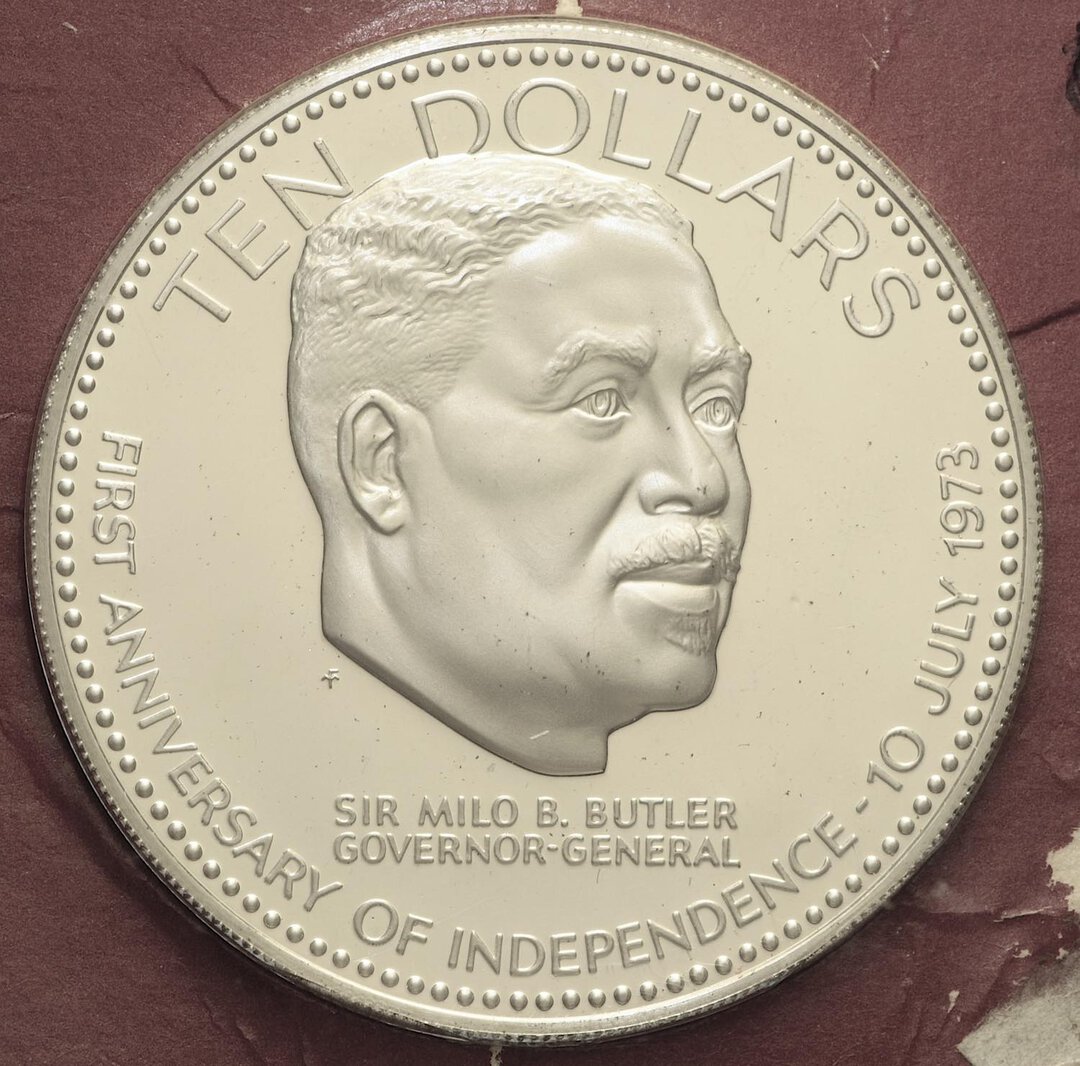 TEN DOLLARS
SIR MILO B. BUTLER
GOVERNOR-GENERAL
FIRST ANNIVERSARY OF INDEPENDENCE - 10 JULY 1973